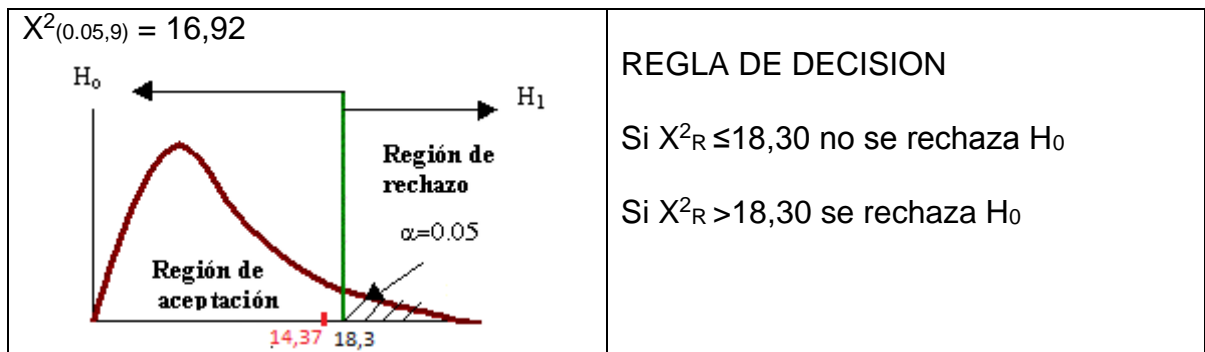 X²(0.05,9) = 16,92
Hₒ
H₁
Región de
rechazo
α=0.05
Región de
aceptación
14,37 18,3
REGLA DE DECISION
Si X²R ≤18,30 no se rechaza H₀
Si X²R >18,30 se rechaza H₀